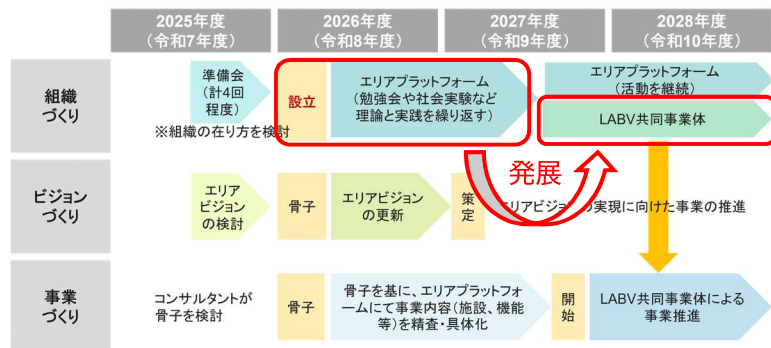 2025年度
(令和7年度)
2026年度
(令和8年度)
2027年度
(令和9年度)
2028年度
(令和10年度)
組織
づくり
準備会
(計4回
程度)
※組織の在り方を検討
設立
エリアプラットフォーム
(勉強会や社会実験など
理論と実践を繰り返す)
エリアプラットフォーム
(活動を継続)
LABV共同事業体
発展
ビジョン
づくり
エリア
ビジョン
の検討
骨子
エリアビジョン
の更新
策
定
エリアビジョンの実現に向けた事業の推進
事業
づくり
コンサルタントが
骨子を検討
骨子
骨子を基に、エリアプラットフォ
ームにて事業内容(施設、機能
等)を精査・具体化
開
始
LABV共同事業体による
事業推進